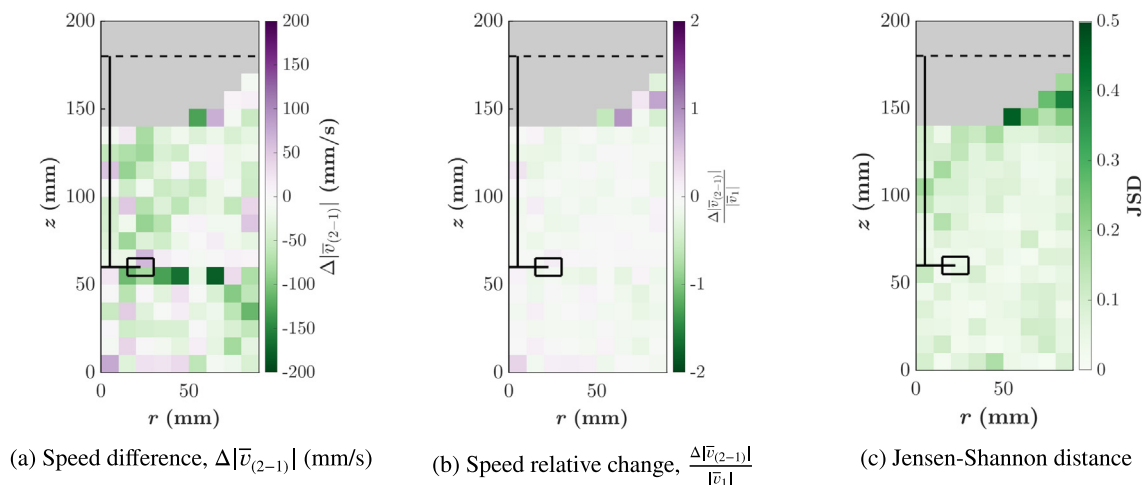 200
150
100
50
0
z (mm)
0
50
r (mm)
200
150
100
50
0
-50
-100
-150
-200
Δ|v̅(2−1)| (mm/s)
200
150
100
50
0
z (mm)
0
50
r (mm)
2
1
0
-1
-2
Δ|v̅(2−1)|
|v̅1|
200
150
100
50
0
z (mm)
0
50
r (mm)
0.5
0.4
0.3
0.2
0.1
0
JSD
(a) Speed difference, Δ|v̅(2−1)| (mm/s)
(b) Speed relative change, Δ|v̅(2−1)|
|v̅1|
(c) Jensen-Shannon distance